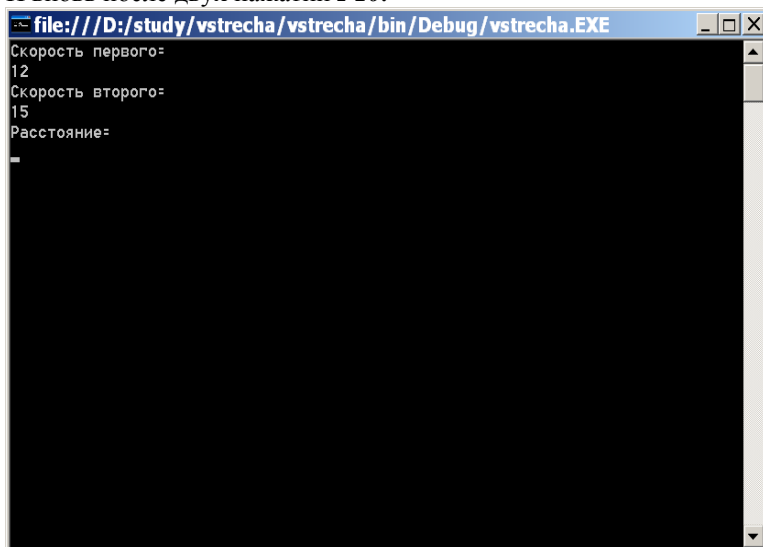 file:///D:/study/vstrecha/vstrecha/bin/Debug/vstrecha.EXE
Скорость первого=
12
Скорость второго=
15
Расстояние=